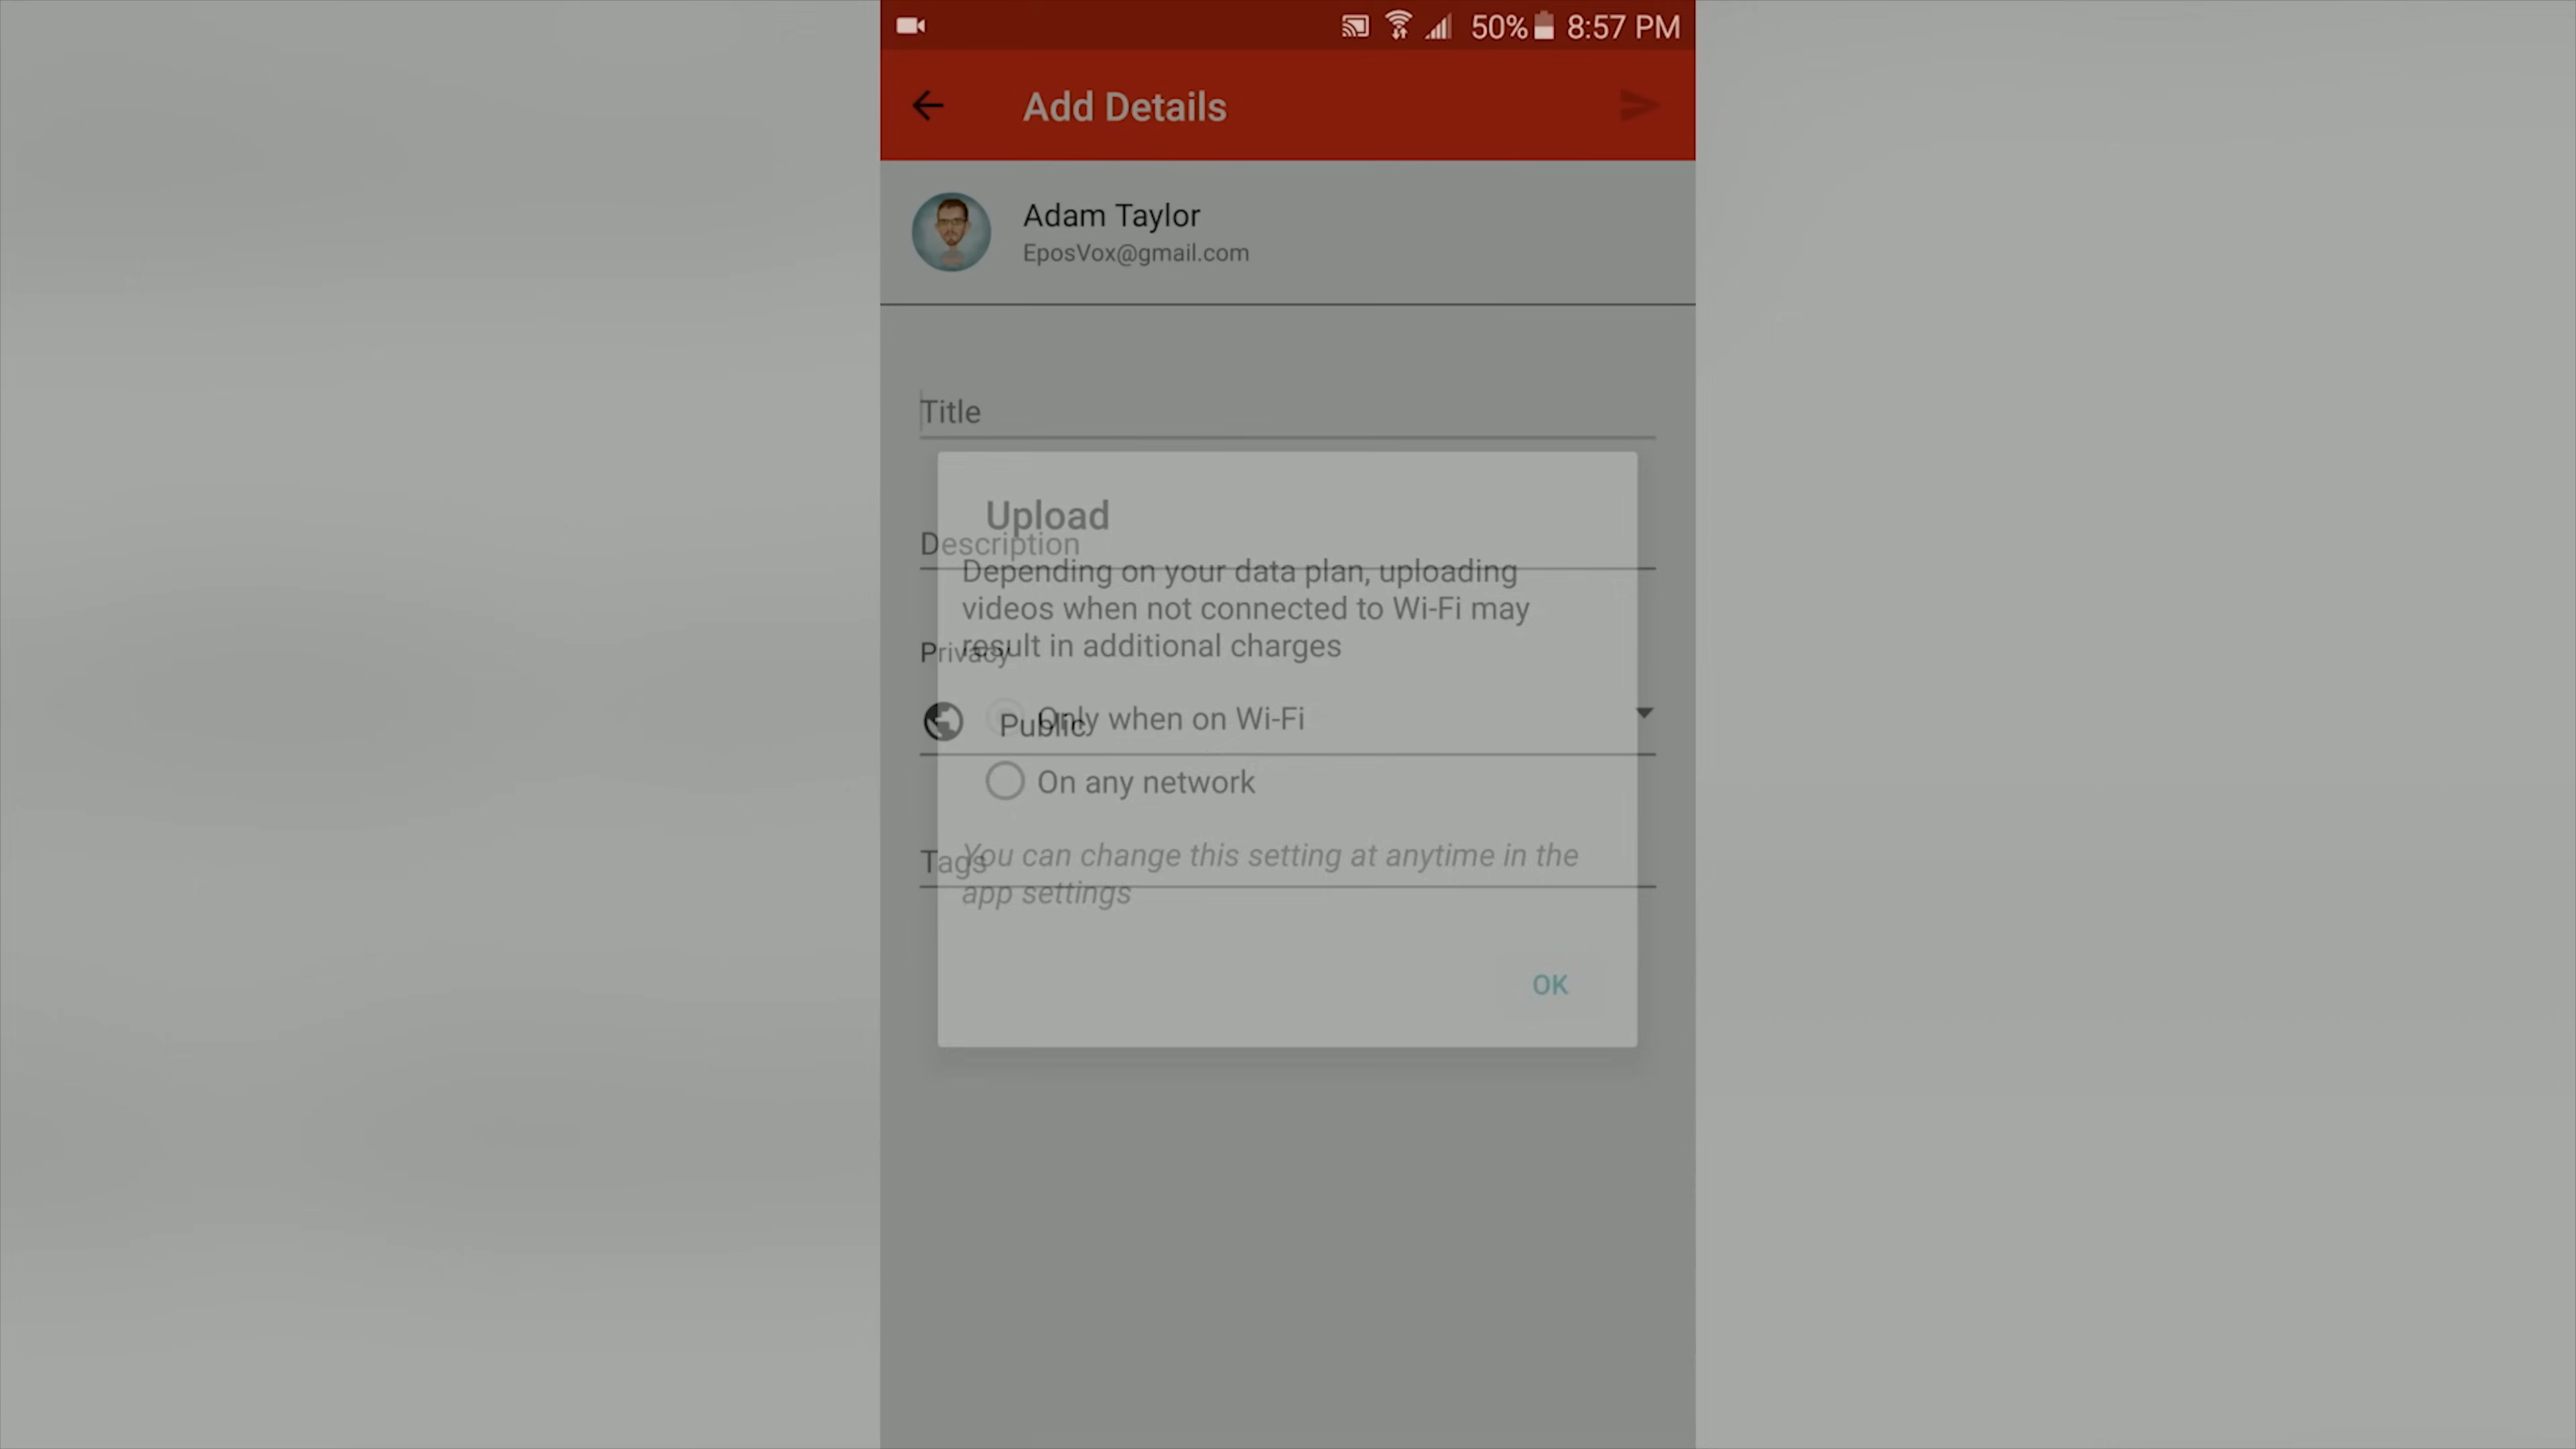 50% 8:57 PM
Add Details
Adam Taylor
EposVox@gmail.com
Title
Upload
Description
Depending on your data plan, uploading
videos when not connected to Wi-Fi may
result in additional charges
Privacy
Only when on Wi-Fi
Public
On any network
You can change this setting at anytime in the
Tags
app settings
OK